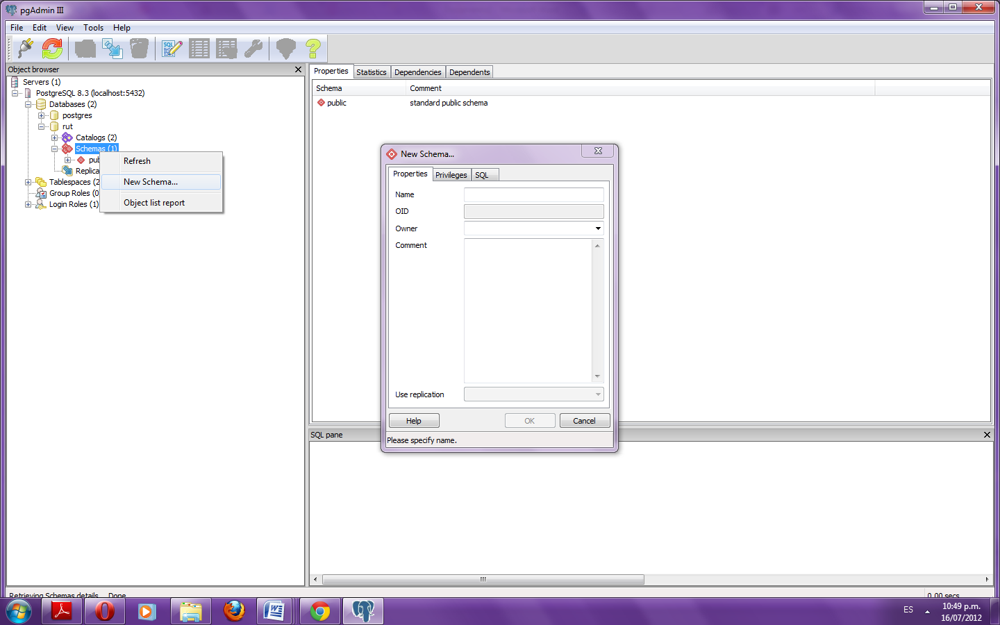 pgAdmin III
File Edit View Tools Help
SQL
Object browser
Servers (1)
PostgreSQL 8.3 (localhost:5432)
Databases (2)
postgres
rut
Catalogs (2)
Schemas (1)
pub
Replica
Tablespaces (2
Group Roles (0
Login Roles (1)
Refresh
New Schema...
Object list report
Properties Statistics Dependencies Dependents
Schema Comment
public standard public schema
New Schema...
Properties Privileges SQL
Name
OID
Owner
Comment
Use replication
Help OK Cancel
Please specify name.
SQL pane
Retrieving Schemas details... Done. 0.00 secs
ES 10:49 p.m.
16/07/2012